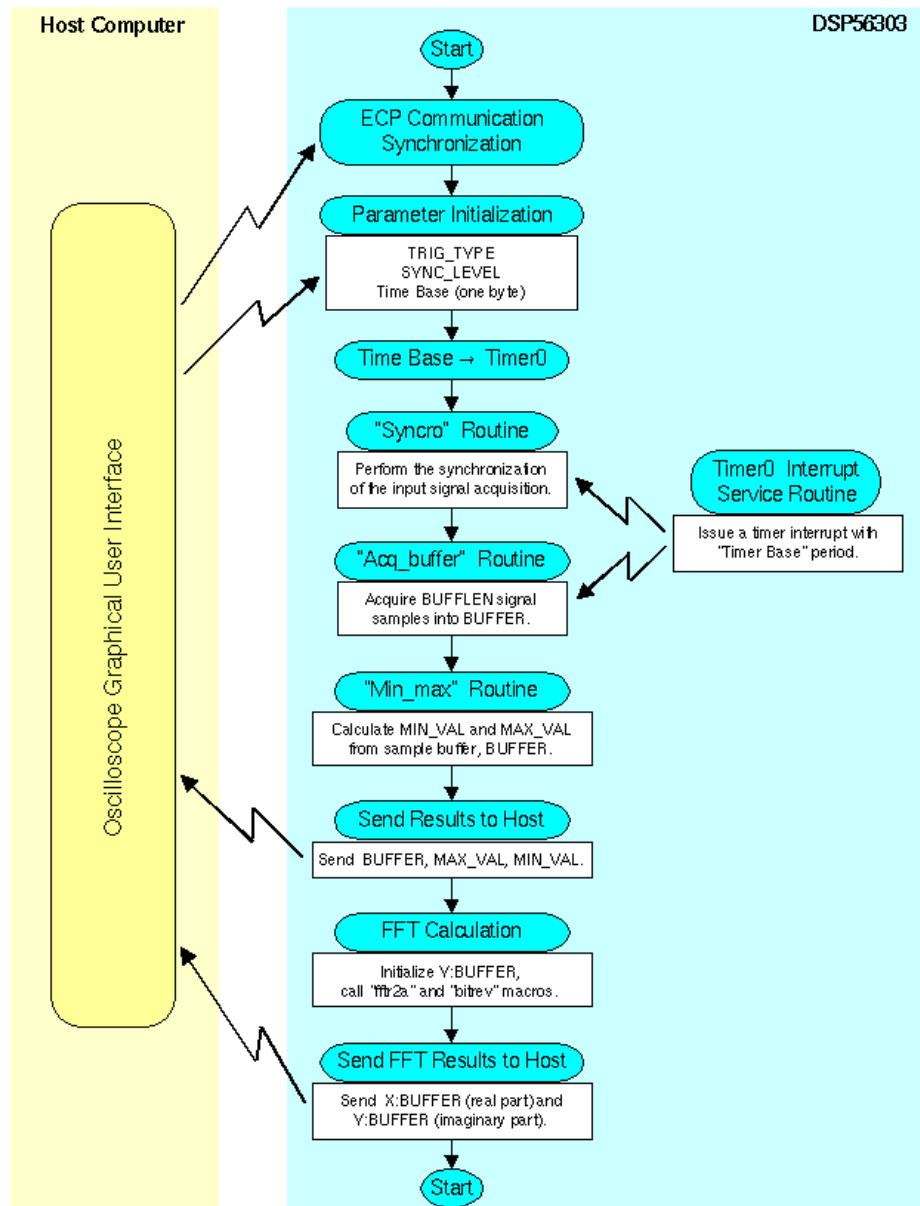 Host Computer
DSP56303
Start
ECP Communication
Synchronization
Parameter Initialization
TRIG_TYPE
SYNC_LEVEL
Time Base (one byte)
Time Base → Timer0
"Syncro" Routine
Perform the synchronization
of the input signal acquisition.
Timer0 Interrupt
Service Routine
Issue a timer interrupt with
"Timer Base" period.
"Acq_buffer" Routine
Acquire BUFFLEN signal
samples into BUFFER.
"Min_max" Routine
Calculate MIN_VAL and MAX_VAL
from sample buffer, BUFFER.
Send Results to Host
Send BUFFER, MAX_VAL, MIN_VAL.
FFT Calculation
Initialize Y:BUFFER,
call "fftr2a" and "bitrev" macros.
Send FFT Results to Host
Send X:BUFFER (real part) and
Y:BUFFER (imaginary part).
Start
Oscilloscope Graphical User Interface